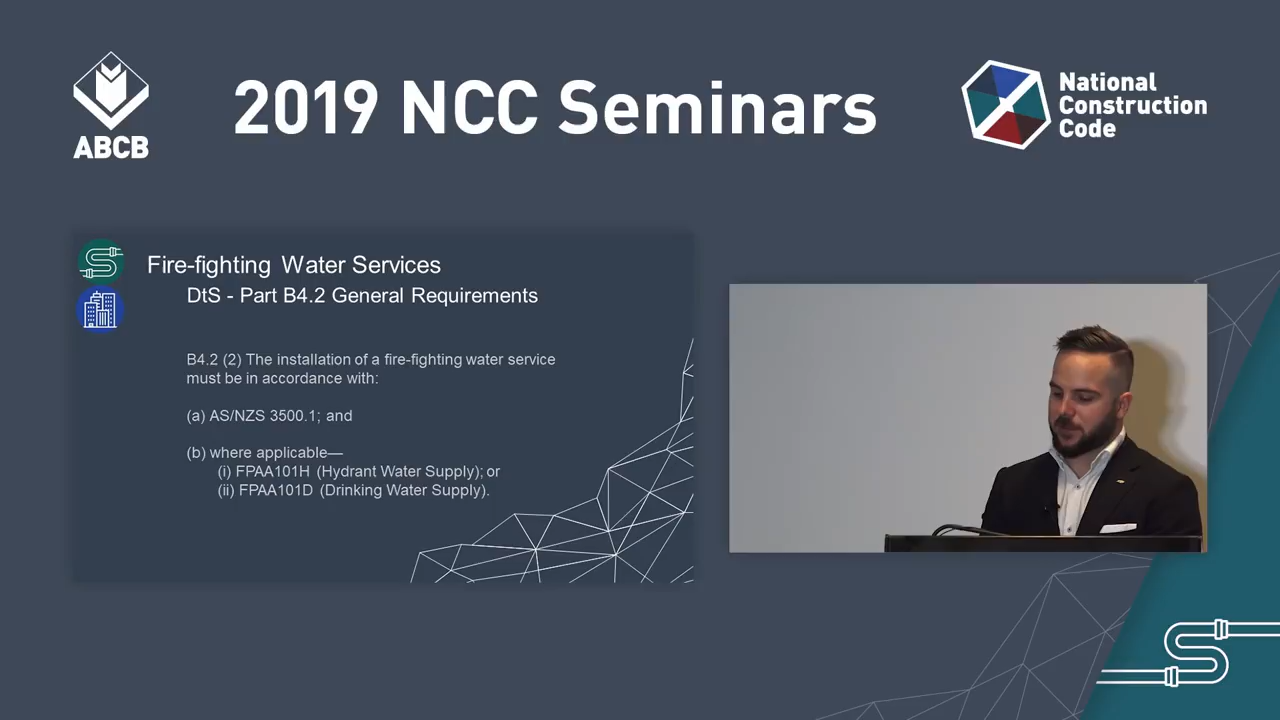 ABCB
2019 NCC Seminars
National
Construction
Code
Fire-fighting Water Services
DtS - Part B4.2 General Requirements
B4.2 (2) The installation of a fire-fighting water service
must be in accordance with:
(a) AS/NZS 3500.1; and
(b) where applicable—
(i) FPAA101H (Hydrant Water Supply); or
(ii) FPAA101D (Drinking Water Supply).